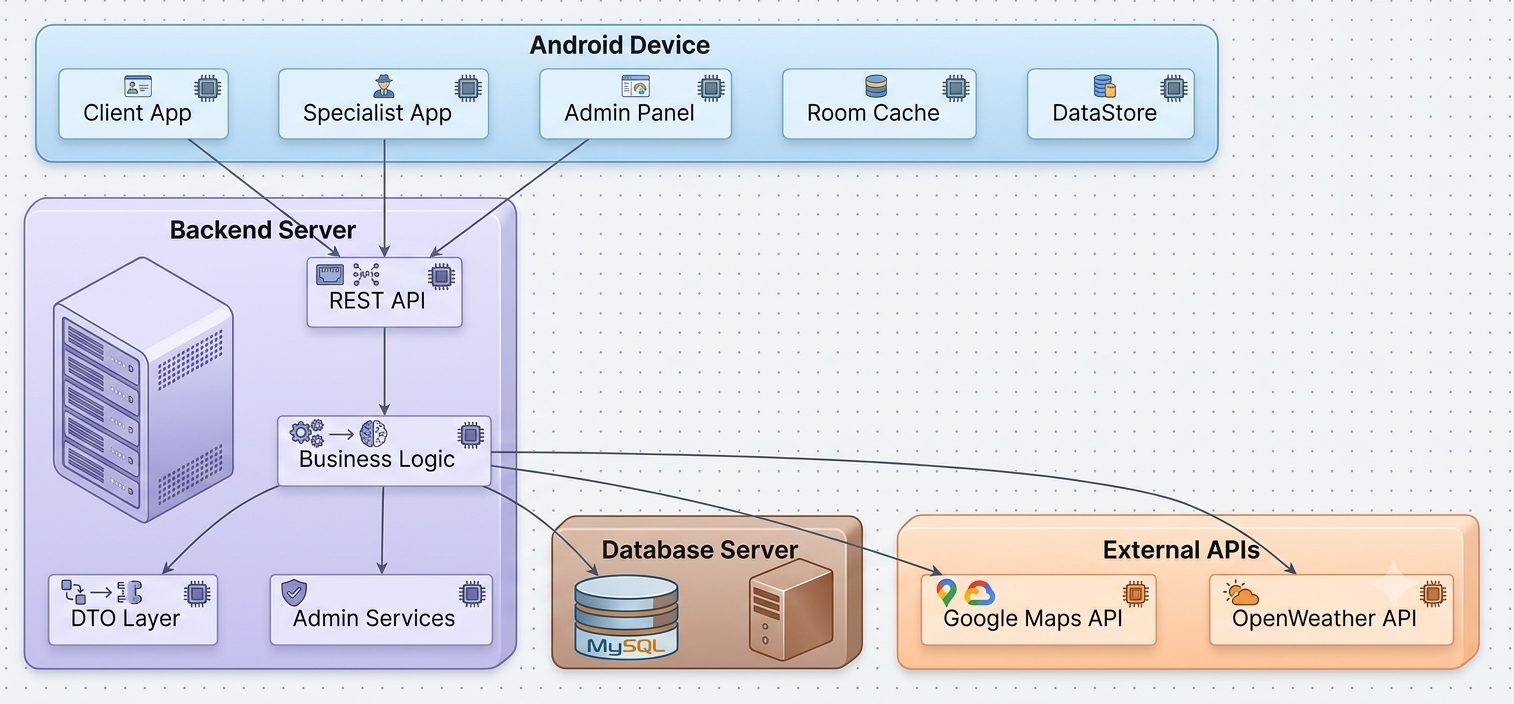 Android Device
Client App
Specialist App
Admin Panel
Room Cache
DataStore
Backend Server
REST API
Business Logic
DTO Layer
Admin Services
Database Server
MySQL
External APIs
Google Maps API
OpenWeather API